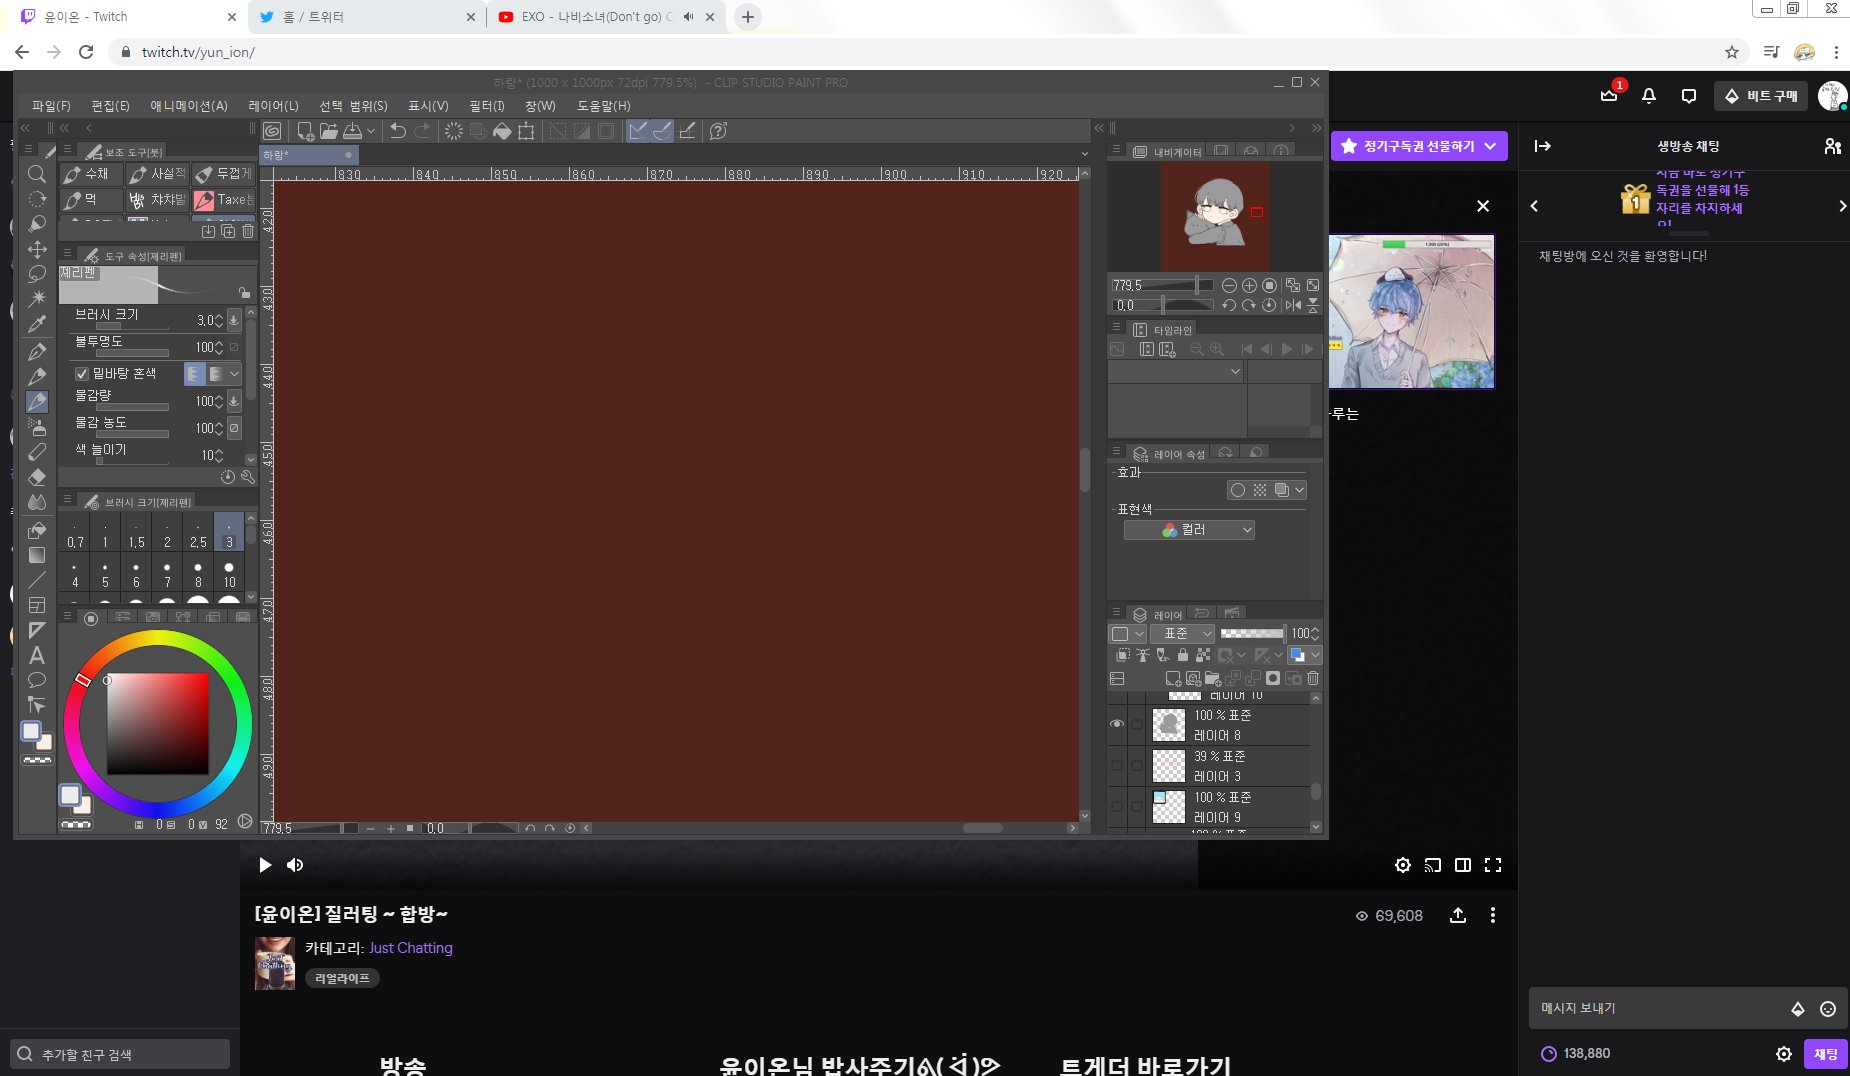 윤이온 - Twitch
홈 / 트위터
EXO - 나비소녀(Don't go)
twitch.tv/yun_ion/
하랑* (1000 x 1000px 72dpi 779.5%) - CLIP STUDIO PAINT PRO
파일(F) 편집(E) 애니메이션(A) 레이어(L) 선택 범위(S) 표시(V) 필터(I) 창(W) 도움말(H)
1
비트 구매
보조 도구[붓]
하랑*
내비게이터
정기구독권 선물하기
생방송 채팅
수채 사실적 두껍게
먹 챠챠발 Taxe
830 840 850 860 870 880 890 900 910 920
지금 바로 정기구
독권을 선물해 1등
자리를 차지하세
요!
도구 속성[제리펜]
제리펜
채팅방에 오신 것을 환영합니다!
브러시 크기 3.0
불투명도 100
밑바탕 혼색
물감량 100
물감 농도 100
색 늘이기 10
420
430
440
450
460
470
480
490
779.5
0.0
타임라인
루는
레이어 속성
효과
표현색
컬러
브러시 크기[제리펜]
0.7 1 1.5 2 2.5 3
4 5 6 7 8 10
레이어
표준 100
레이어 10
100 % 표준
레이어 8
39 % 표준
레이어 3
100 % 표준
레이어 9
100 % 표준
0 0 92
779.5 0.0
[윤이온] 질러팅 ~ 합방~
69,608
카테고리: Just Chatting
Just Chatting
리얼라이프
메시지 보내기
추가할 친구 검색
138,880
채팅
방송
윤이온님 밥사주기
트게더 바로가기